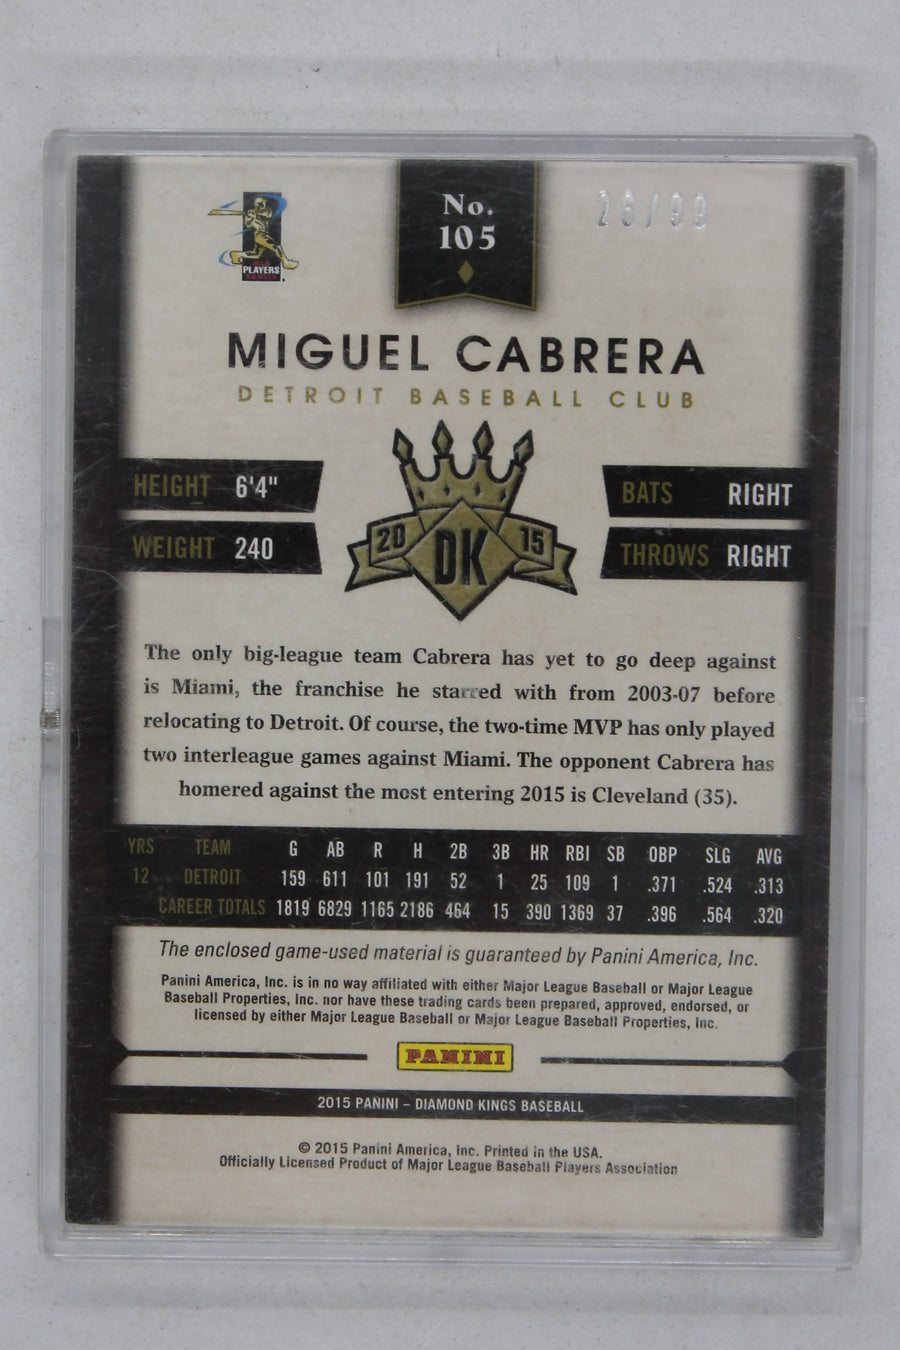 No.
105
26/99
PLAYERS
MIGUEL CABRERA
DETROIT BASEBALL CLUB
HEIGHT 6'4"
WEIGHT 240
BATS RIGHT
THROWS RIGHT
20 DK 15
The only big-league team Cabrera has yet to go deep against
is Miami, the franchise he starred with from 2003-07 before
relocating to Detroit. Of course, the two-time MVP has only played
two interleague games against Miami. The opponent Cabrera has
homered against the most entering 2015 is Cleveland (35).
YRS TEAM G AB R H 2B 3B HR RBI SB OBP SLG AVG
12 DETROIT 159 611 101 191 52 1 25 109 1 .371 .524 .313
CAREER TOTALS 1819 6829 1165 2186 464 15 390 1369 37 .396 .564 .320
The enclosed game-used material is guaranteed by Panini America, Inc.
Panini America, Inc. is in no way affiliated with either Major League Baseball or Major League
Baseball Properties, Inc. nor have these trading cards been prepared, approved, endorsed, or
licensed by either Major League Baseball or Major League Baseball Properties, Inc.
PANINI
2015 PANINI – DIAMOND KINGS BASEBALL
© 2015 Panini America, Inc. Printed in the USA.
Officially Licensed Product of Major League Baseball Players Association